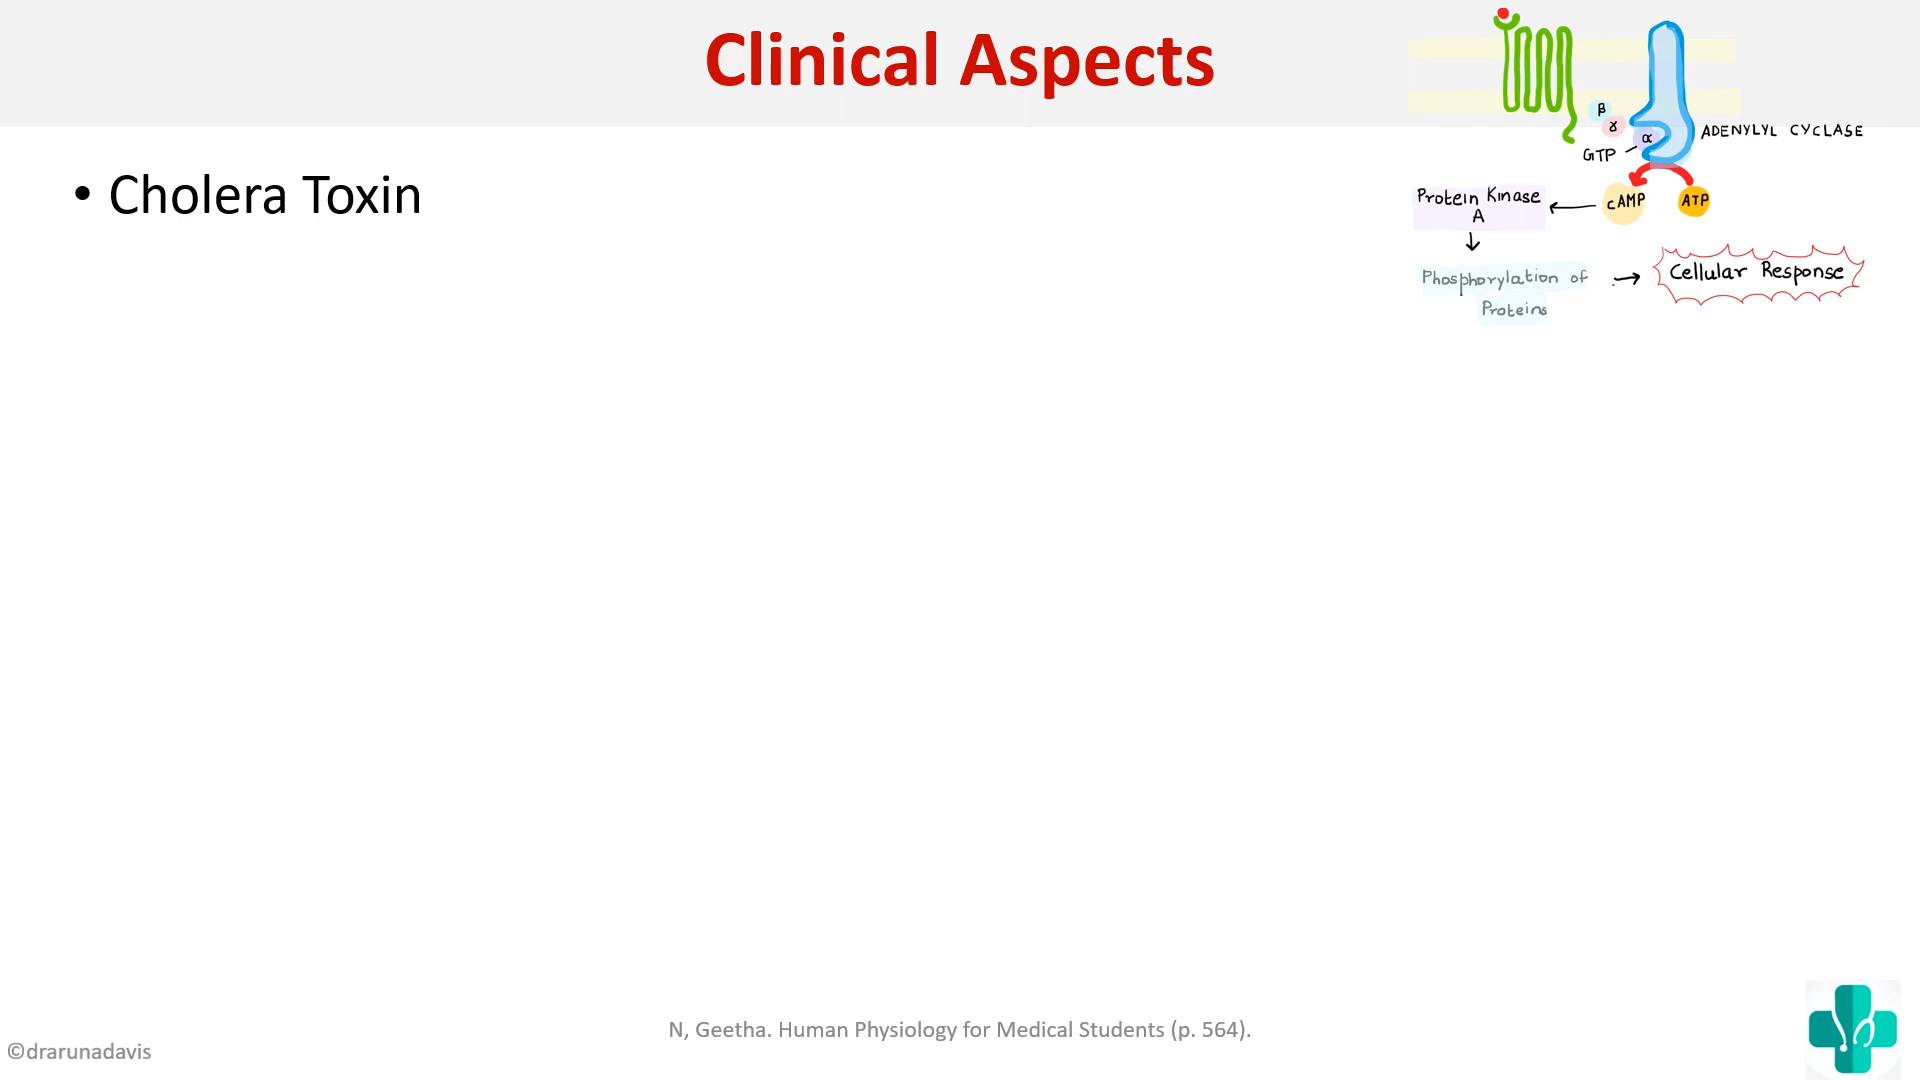 Clinical Aspects
• Cholera Toxin
β
γ
α
GTP
ADENYLYL CYCLASE
cAMP
ATP
Protein Kinase
A
Phosphorylation of
Proteins
Cellular Response
N, Geetha. Human Physiology for Medical Students (p. 564).
©drarunadavis